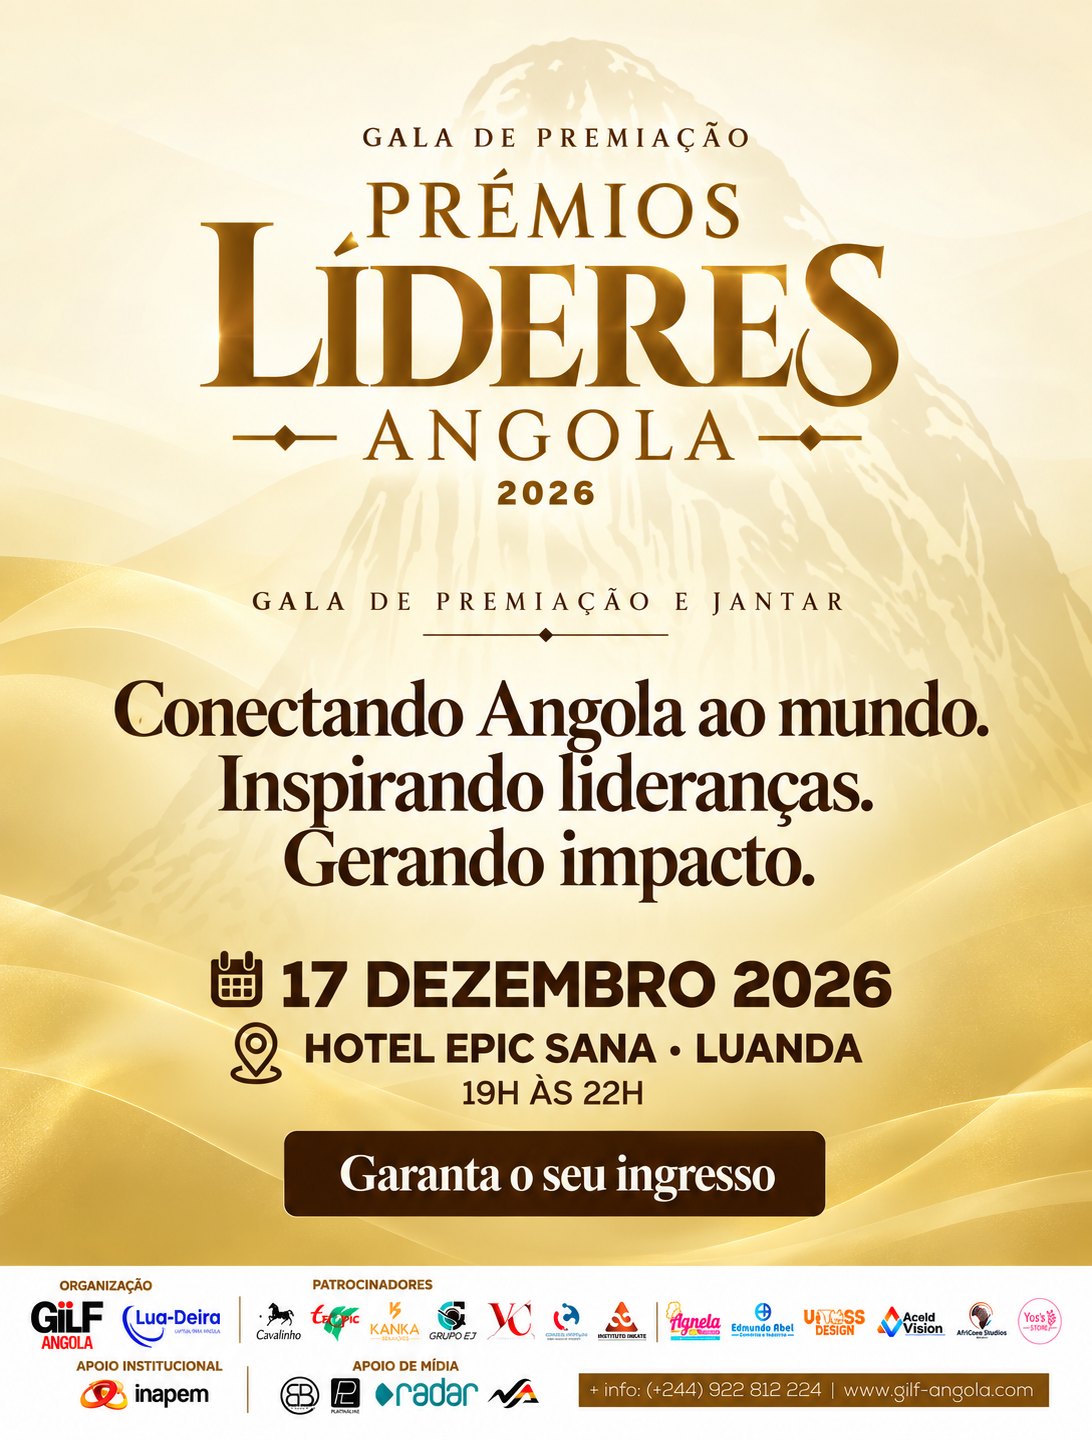 GALA DE PREMIAÇÃO
PRÉMIOS
LÍDERES
ANGOLA
2026
GALA DE PREMIAÇÃO E JANTAR
Conectando Angola ao mundo.
Inspirando lideranças.
Gerando impacto.
17 DEZEMBRO 2026
HOTEL EPIC SANA • LUANDA
19H ÀS 22H
Garanta o seu ingresso
ORGANIZAÇÃO
GiLF
ANGOLA
Lua-Deira
PATROCINADORES
Cavalinho
KANKA
GRUPO EJ
VC
Agnela
Edmundo Abel
DESIGN
Aceld
Vision
AfriCore Studios
Yos's
STORE
APOIO INSTITUCIONAL
inapem
APOIO DE MÍDIA
radar
+ info: (+244) 922 812 224 | www.gilf-angola.com